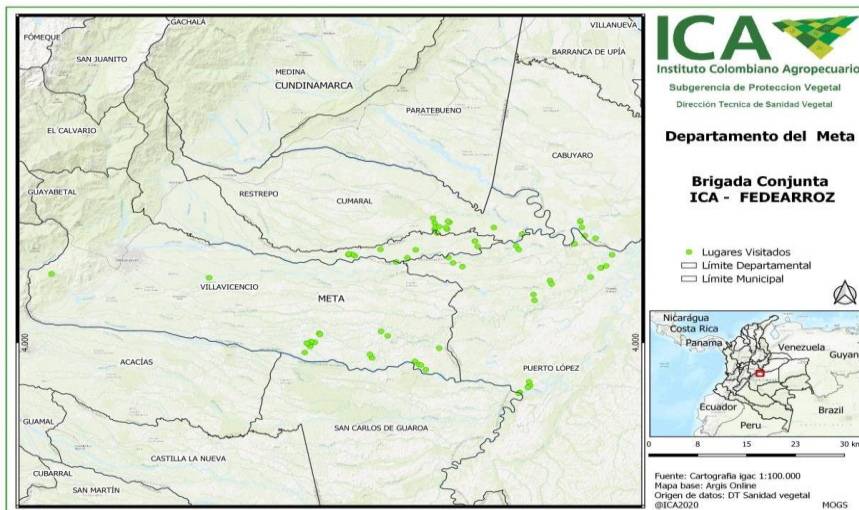 GACHALÁ
VILLANUEVA
FÓMEQUE
SAN JUANITO
BARRANCA DE UPÍA
MEDINA
CUNDINAMARCA
PARATEBUENO
EL CALVARIO
CABUYARO
GUAYABETAL
RESTREPO
CUMARAL
VILLAVICENCIO
META
4,000
4,000
ACACÍAS
PUERTO LÓPEZ
GUAMAL
SAN CARLOS DE GUAROA
CASTILLA LA NUEVA
CUBARRAL
SAN MARTÍN
ICA
Instituto Colombiano Agropecuario
Subgerencia de Proteccion Vegetal
Dirección Tecnica de Sanidad Vegetal
Departamento del Meta
Brigada Conjunta
ICA - FEDEARROZ
Lugares Visitados
Límite Departamental
Límite Municipal
Nicarágua
Costa Rica
Panama
Venezuela
Guyan
Ecuador
Brazil
Peru
0 8 15 23 30 km
Fuente: Cartografia igac 1:100.000
Mapa base: Argis Online
Origen de datos: DT Sanidad vegetal
@ICA2020 MOGS